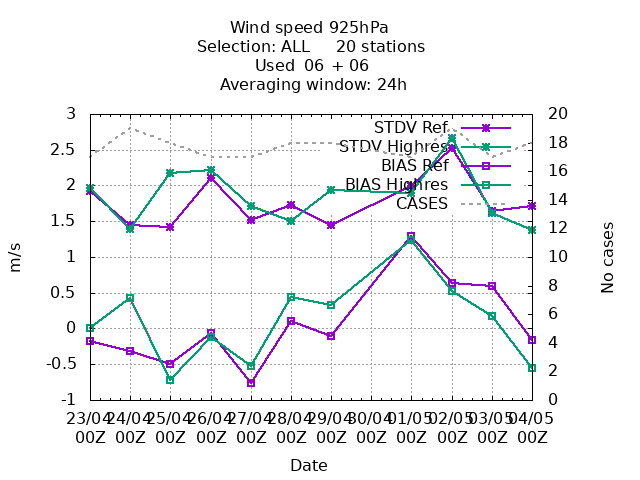 Wind speed 925hPa
Selection: ALL 20 stations
Used 06 + 06
Averaging window: 24h
3
2.5
2
1.5
1
0.5
0
-0.5
-1
20
18
16
14
12
10
8
6
4
2
0
STDV Ref
STDV Highres
BIAS Ref
BIAS Highres
CASES
m/s
No cases
23/04 24/04 25/04 26/04 27/04 28/04 29/04 30/04 01/05 02/05 03/05 04/05
00Z 00Z 00Z 00Z 00Z 00Z 00Z 00Z 00Z 00Z 00Z 00Z
Date